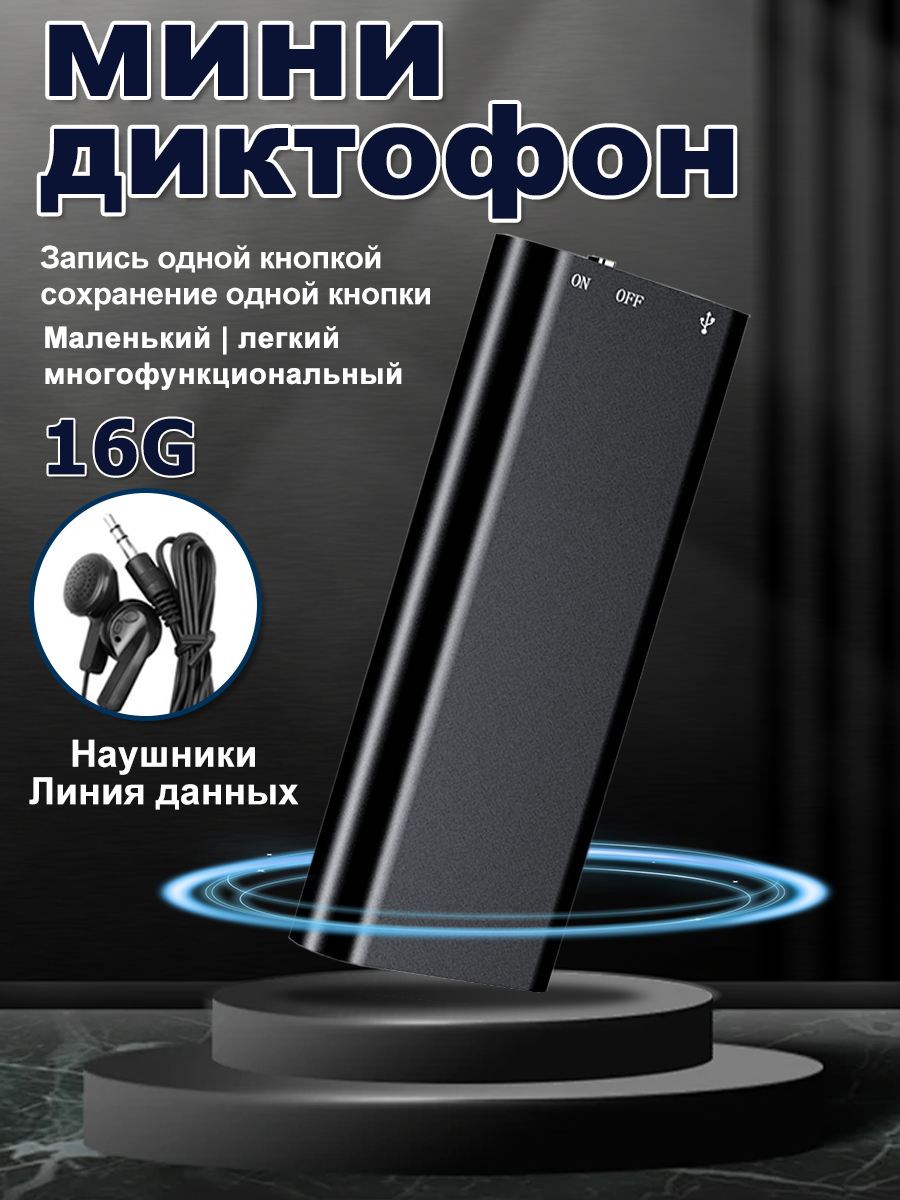 мини
диктофон
Запись одной кнопкой
сохранение одной кнопки
Маленький | легкий
многофункциональный
16G
ON OFF
Наушники
Линия данных